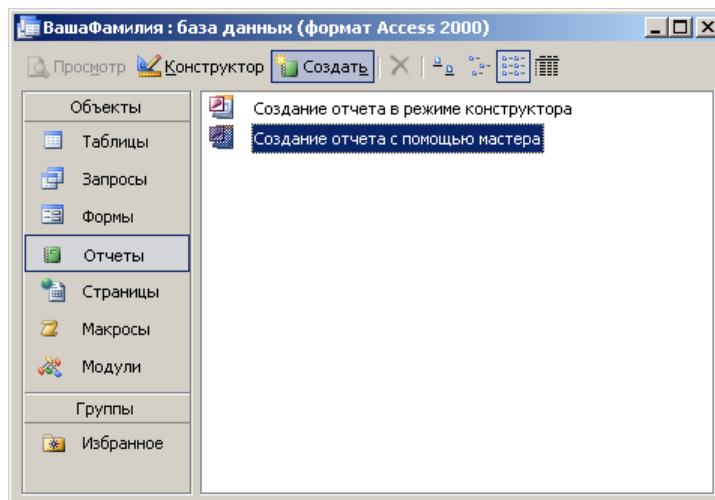 ВашаФамилия : база данных (формат Access 2000)
Просмотр Конструктор Создать
Объекты
Таблицы
Запросы
Формы
Отчеты
Страницы
Макросы
Модули
Группы
Избранное
Создание отчета в режиме конструктора
Создание отчета с помощью мастера